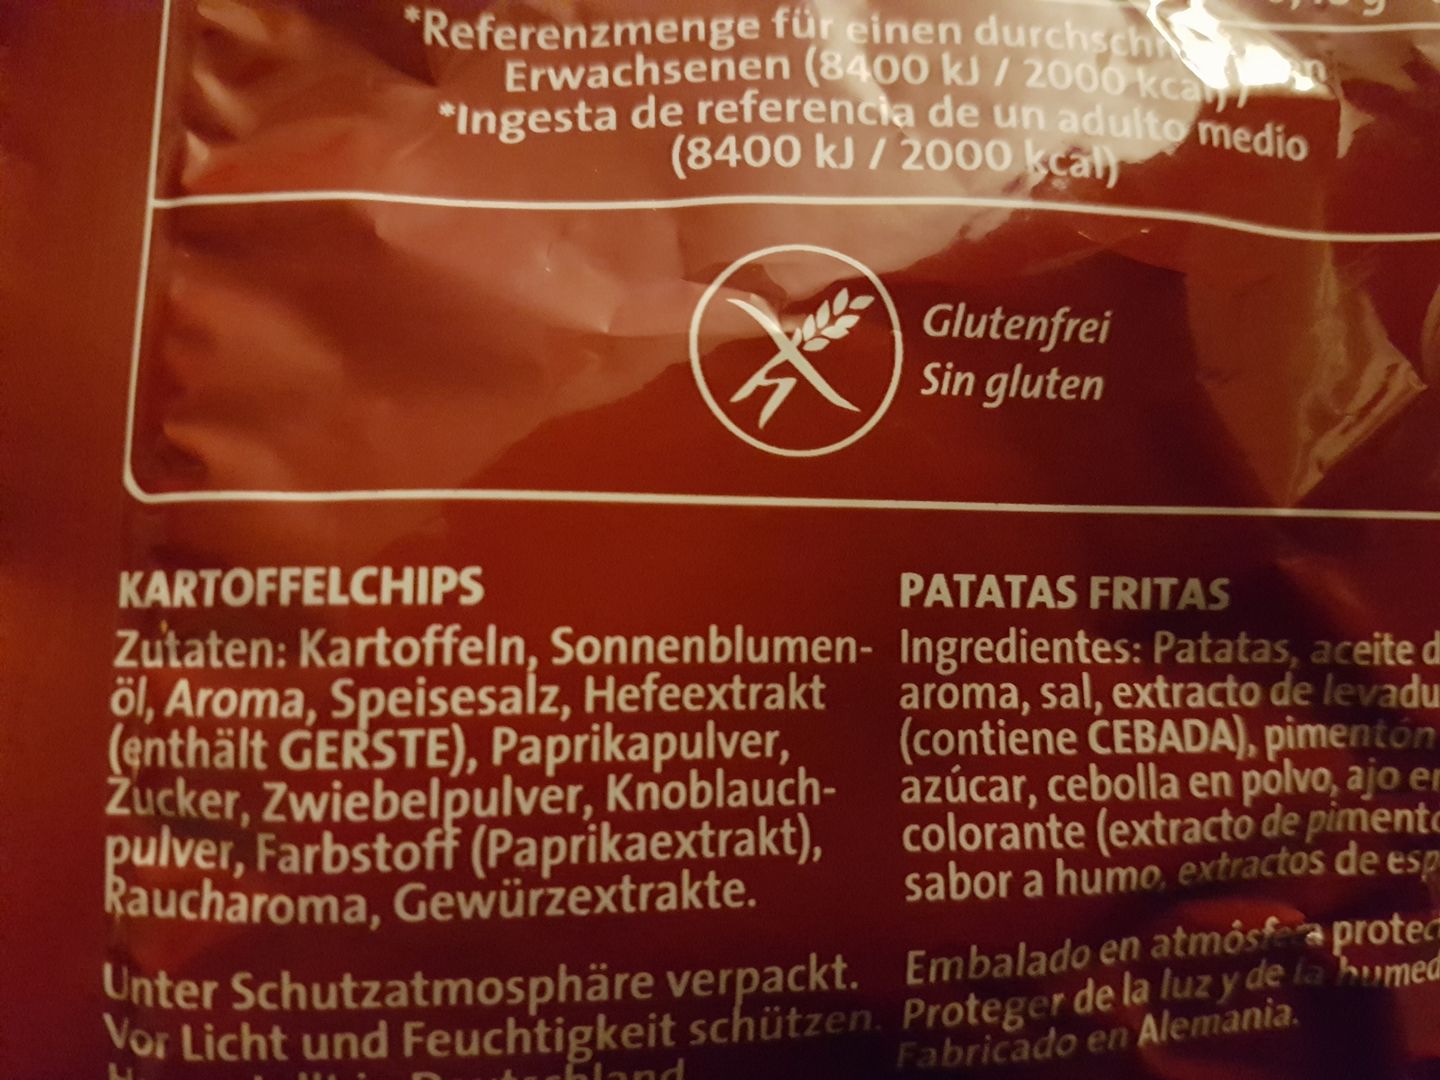 *Referenzmenge für einen
Erwachsenen (8400 kJ / 2000 kcal)
*Ingesta de referencia de un adulto medio
(8400 kJ / 2000 kcal)
Glutenfrei
Sin gluten
KARTOFFELCHIPS
Zutaten: Kartoffeln, Sonnenblumen-
öl, Aroma, Speisesalz, Hefeextrakt
(enthält GERSTE), Paprikapulver,
Zucker, Zwiebelpulver, Knoblauch-
pulver, Farbstoff (Paprikaextrakt),
Raucharoma, Gewürzextrakte.
Unter Schutzatmosphäre verpackt.
Vor Licht und Feuchtigkeit schützen.
PATATAS FRITAS
Ingredientes: Patatas, aceite
aroma, sal, extracto de
(contiene CEBADA), pimentón
azúcar, cebolla en polvo, ajo
colorante (extracto de
sabor a humo, extractos de
Embalado en atmósfera
Proteger de la luz y de la
Fabricado en Alemania.